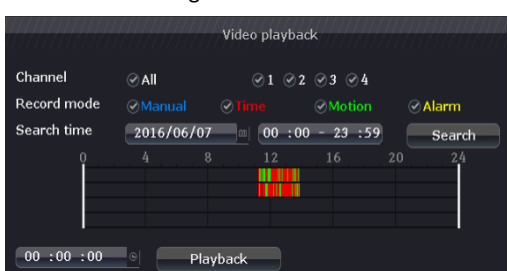 Video playback
Channel All 1 2 3 4
Record mode Manual Time Motion Alarm
Search time 2016/06/07 00 :00 - 23 :59 Search
0 4 8 12 16 20 24
00 :00 :00 Playback